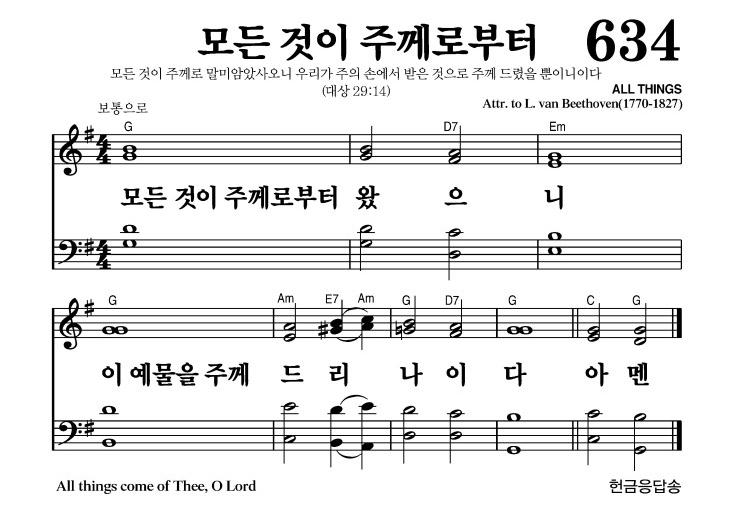 모든 것이 주께로부터 634
모든 것이 주께로 말미암았사오니 우리가 주의 손에서 받은 것으로 주께 드렸을 뿐이니이다
(대상 29:14)
ALL THINGS
Attr. to L. van Beethoven(1770-1827)
보통으로
G D7 Em
4 4
모든 것이 주께로부터 왔 으 니
4 4
G Am E7 Am G D7 G C G
이 예물을 주께 드 리 나 이 다 아 멘
All things come of Thee, O Lord 헌금응답송